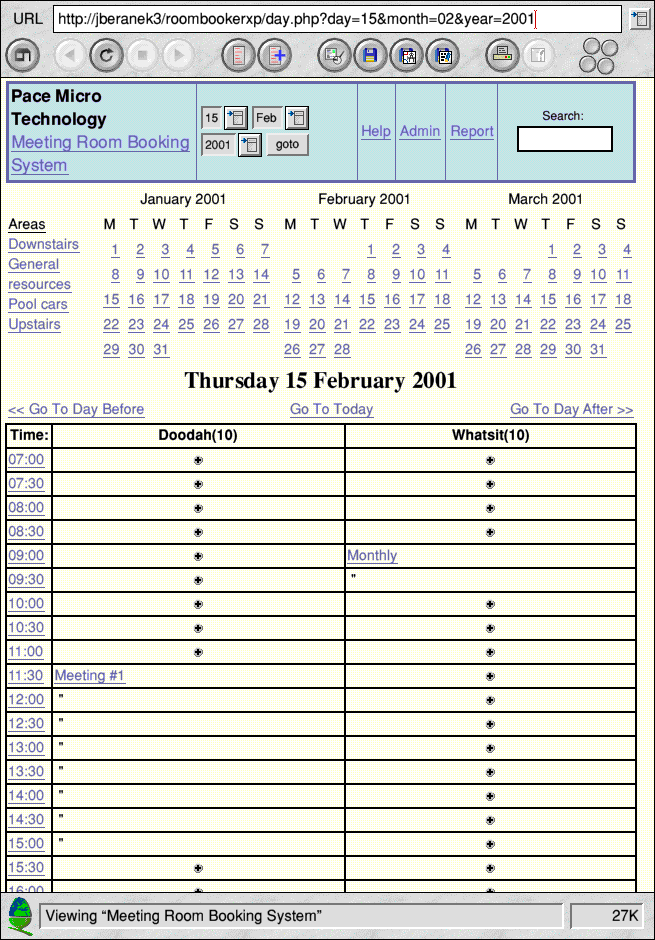 URL http://jberanek3/roombookerxp/day.php?day=15&month=02&year=2001
Pace Micro
Technology
Meeting Room Booking
System
15 Feb
2001 goto
Help Admin Report
Search:
January 2001 February 2001 March 2001
Areas
Downstairs
General
resources
Pool cars
Upstairs
M T W T F S S M T W T F S S M T W T F S S
1 2 3 4 5 6 7 1 2 3 4 1 2 3 4
8 9 10 11 12 13 14 5 6 7 8 9 10 11 5 6 7 8 9 10 11
15 16 17 18 19 20 21 12 13 14 15 16 17 18 12 13 14 15 16 17 18
22 23 24 25 26 27 28 19 20 21 22 23 24 25 19 20 21 22 23 24 25
29 30 31 26 27 28 26 27 28 29 30 31
Thursday 15 February 2001
<< Go To Day Before Go To Today Go To Day After >>
Time: Doodah(10) Whatsit(10)
07:00
07:30
08:00
08:30
09:00 Monthly
09:30 "
10:00
10:30
11:00
11:30 Meeting #1
12:00 "
12:30 "
13:00 "
13:30 "
14:00 "
14:30 "
15:00 "
15:30
16:00
Viewing “Meeting Room Booking System” 27K